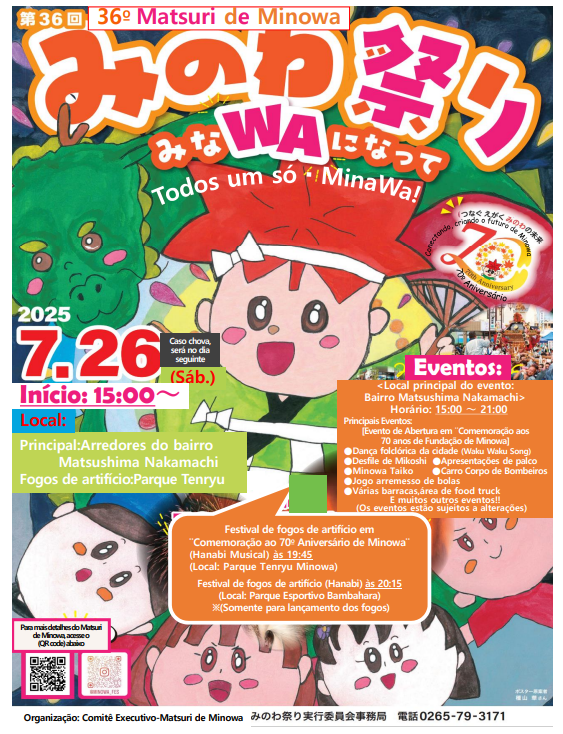 第36回
36º Matsuri de Minowa
みのわ祭り
みなWAになって
Todos um só・MinaWa!
つなぐ えがく みのわの未来
Conectando, criando o futuro de Minowa
70
70th Anniversary
70 Aniversário
2025
7.26
(Sáb.)
Caso chova,
será no dia
seguinte
Início: 15:00～
Local:
Principal:Arredores do bairro
Matsushima Nakamachi
Fogos de artifício:Parque Tenryu
Eventos:
<Local principal do evento:
Bairro Matsushima Nakamachi>
Horário: 15:00 ～ 21:00
Principais Eventos:
[Evento de Abertura em ¨Comemoração aos
70 anos de Fundação de Minowa]
●Dança folclórica da cidade (Waku Waku Song)
●Desfile de Mikoshi ●Apresentações de palco
●Minowa Taiko ●Carro Corpo de Bombeiros
●Jogo arremesso de bolas
●Várias barracas,área de food truck
E muitos outros eventos!!
(Os eventos estão sujeitos a alterações)
Festival de fogos de artifício em
¨Comemoração ao 70º Aniversário de Minowa¨
(Hanabi Musical) às 19:45
(Local: Parque Tenryu Minowa)
Festival de fogos de artifício (Hanabi) às 20:15
(Local: Parque Esportivo Bambahara)
※(Somente para lançamento dos fogos)
Para mais detalhes do Matsuri
de Minowa, acesse o
(QR code) abaixo
@MINOWA_FES
ポスター原画者
Organização: Comitê Executivo-Matsuri de Minowa みのわ祭り実行委員会事務局 電話0265-79-3171